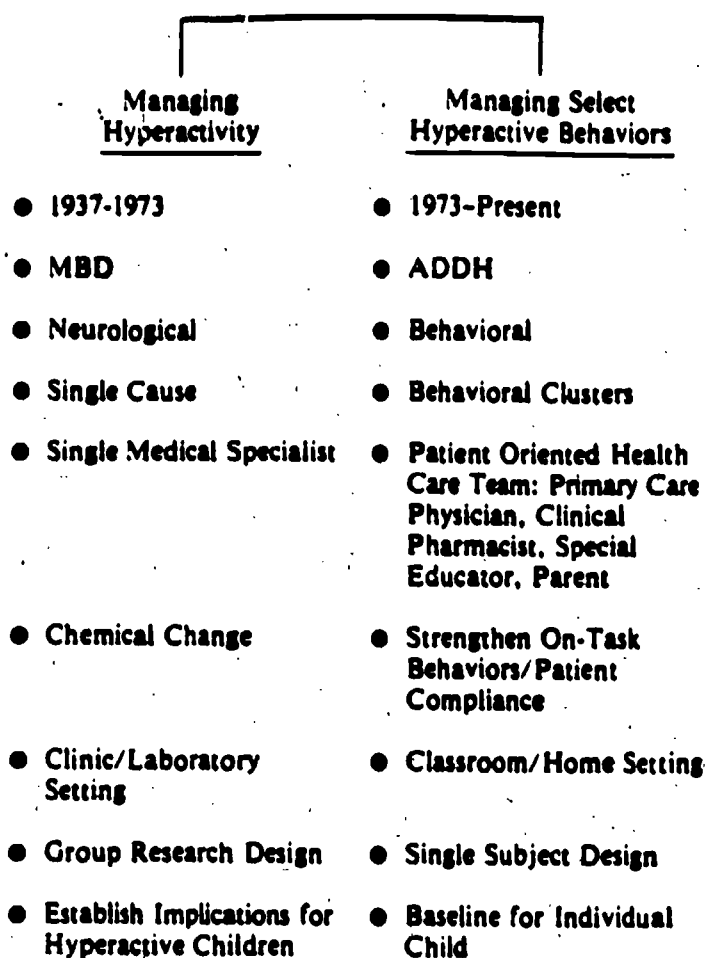 Managing
Hyperactivity
● 1937-1973
● MBD
● Neurological
● Single Cause
● Single Medical Specialist
● Chemical Change
● Clinic/Laboratory
Setting
● Group Research Design
● Establish Implications for
Hyperactive Children
Managing Select
Hyperactive Behaviors
● 1973-Present
● ADDH
● Behavioral
● Behavioral Clusters
● Patient Oriented Health
Care Team: Primary Care
Physician, Clinical
Pharmacist, Special
Educator, Parent
● Strengthen On-Task
Behaviors/Patient
Compliance
● Classroom/Home Setting
● Single Subject Design
● Baseline for Individual
Child